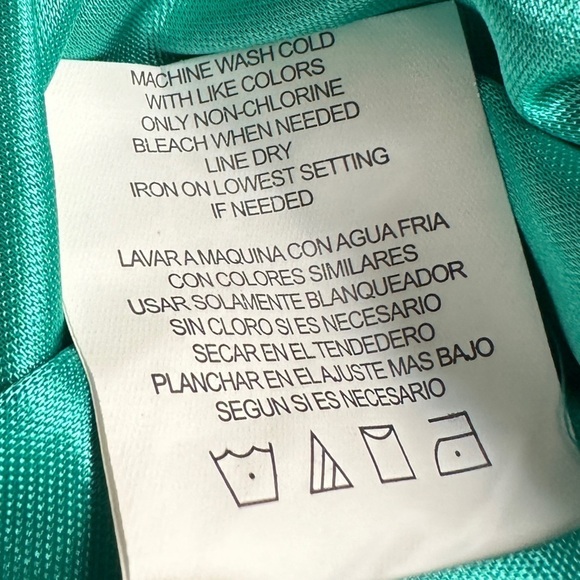 MACHINE WASH COLD
WITH LIKE COLORS
ONLY NON-CHLORINE
BLEACH WHEN NEEDED
LINE DRY
IRON ON LOWEST SETTING
IF NEEDED
LAVAR A MAQUINA CON AGUA FRIA
CON COLORES SIMILARES
USAR SOLAMENTE BLANQUEADOR
SIN CLORO SI ES NECESARIO
SECAR EN EL TENDEDERO
PLANCHAR EN EL AJUSTE MAS BAJO
SEGUN SI ES NECESARIO